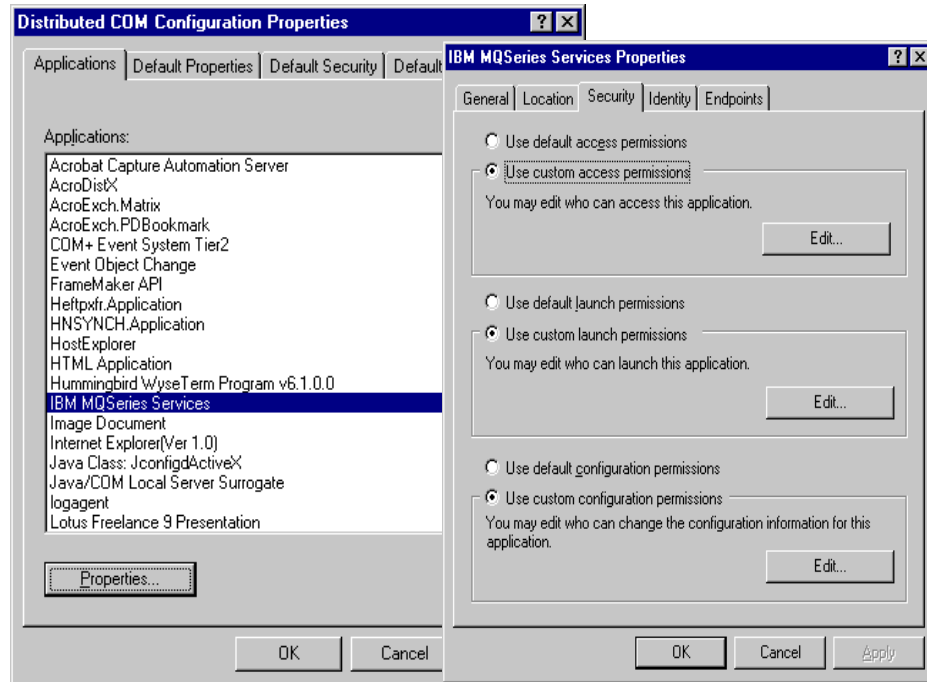 Distributed COM Configuration Properties
Applications
Default Properties
Default Security
Default
Applications:
Acrobat Capture Automation Server
AcroDistX
AcroExch.Matrix
AcroExch.PDBookmark
COM+ Event System Tier2
Event Object Change
FrameMaker API
Heftpxfr.Application
HNSYNCH.Application
HostExplorer
HTML Application
Hummingbird WyseTerm Program v6.1.0.0
IBM MQSeries Services
Image Document
Internet Explorer(Ver 1.0)
Java Class: JconfigdActiveX
Java/COM Local Server Surrogate
logagent
Lotus Freelance 9 Presentation
Properties...
OK
Cancel
IBM MQSeries Services Properties
General
Location
Security
Identity
Endpoints
Use default access permissions
Use custom access permissions
You may edit who can access this application.
Edit...
Use default launch permissions
Use custom launch permissions
You may edit who can launch this application.
Edit...
Use default configuration permissions
Use custom configuration permissions
You may edit who can change the configuration information for this
application.
Edit...
OK
Cancel
Apply